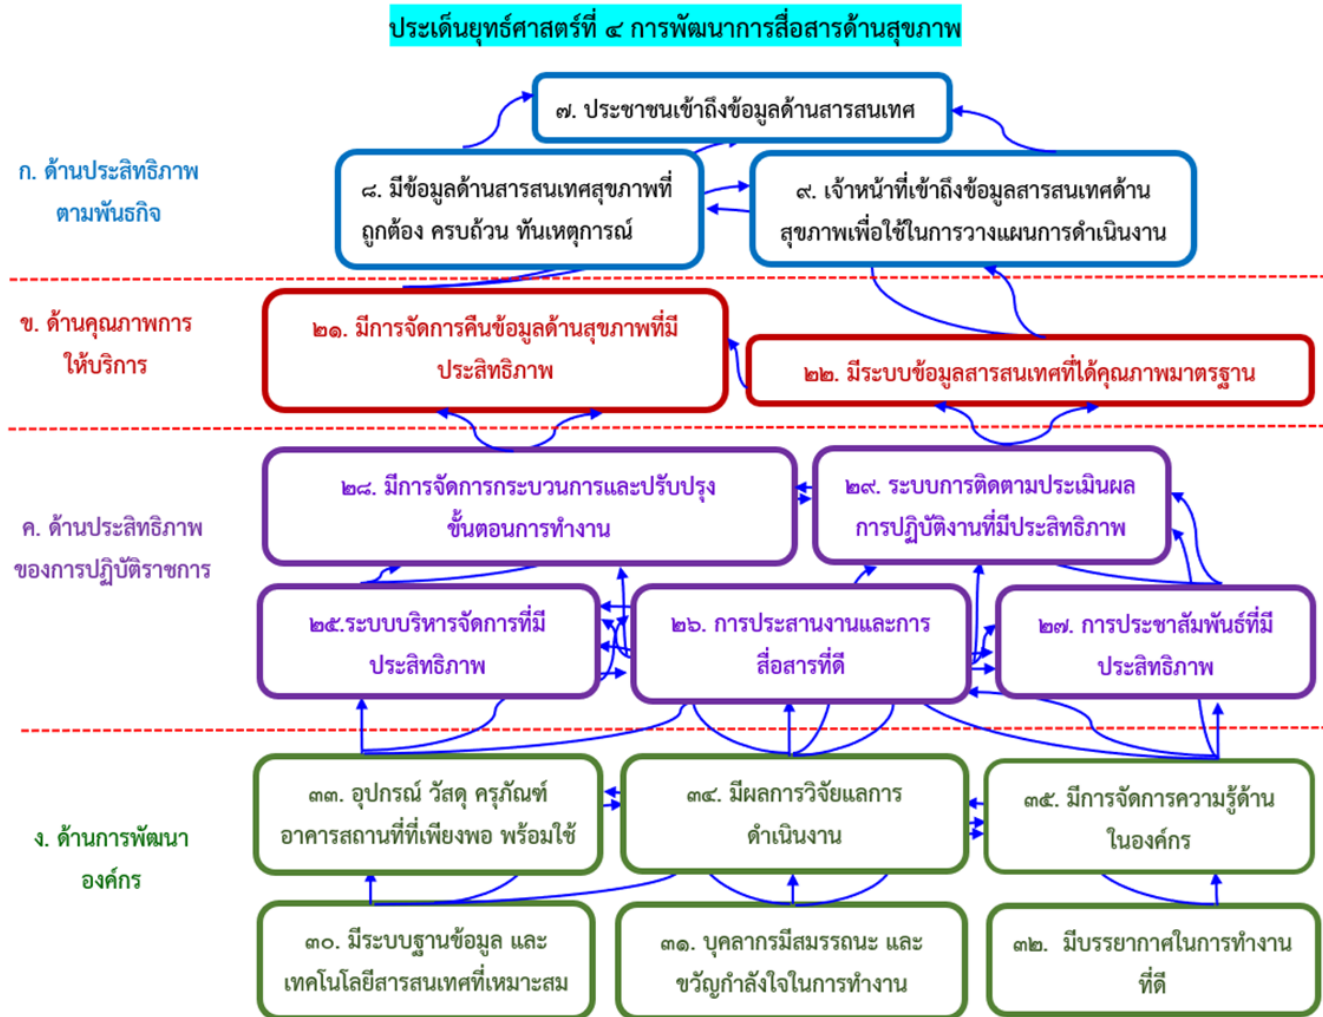 ประเด็นยุทธ์ศาสตร์ที่ ๔ การพัฒนาการสื่อสารด้านสุขภาพ
๗. ประชาชนเข้าถึงข้อมูลด้านสารสนเทศ
ก. ด้านประสิทธิภาพ
ตามพันธกิจ
๘. มีข้อมูลด้านสารสนเทศสุขภาพที่
ถูกต้อง ครบถ้วน ทันเหตุการณ์
๙. เจ้าหน้าที่เข้าถึงข้อมูลสารสนเทศด้าน
สุขภาพเพื่อใช้ในการวางแผนการดำเนินงาน
ข. ด้านคุณภาพการ
ให้บริการ
๒๑. มีการจัดการคืนข้อมูลด้านสุขภาพที่มี
ประสิทธิภาพ
๒๒. มีระบบข้อมูลสารสนเทศที่ได้คุณภาพมาตรฐาน
ค. ด้านประสิทธิภาพ
ของการปฏิบัติราชการ
๒๘. มีการจัดการกระบวนการและปรับปรุง
ขั้นตอนการทำงาน
๒๙. ระบบการติดตามประเมินผล
การปฏิบัติงานที่มีประสิทธิภาพ
๒๕.ระบบบริหารจัดการที่มี
ประสิทธิภาพ
๒๖. การประสานงานและการ
สื่อสารที่ดี
๒๗. การประชาสัมพันธ์ที่มี
ประสิทธิภาพ
ง. ด้านการพัฒนา
องค์กร
๓๓. อุปกรณ์ วัสดุ ครุภัณฑ์
อาคารสถานที่ที่เพียงพอ พร้อมใช้
๓๔. มีผลการวิจัยแลการ
ดำเนินงาน
๓๕. มีการจัดการความรู้ด้าน
ในองค์กร
๓๐. มีระบบฐานข้อมูล และ
เทคโนโลยีสารสนเทศที่เหมาะสม
๓๑. บุคลากรมีสมรรถนะ และ
ขวัญกำลังใจในการทำงาน
๓๒. มีบรรยากาศในการทำงาน
ที่ดี